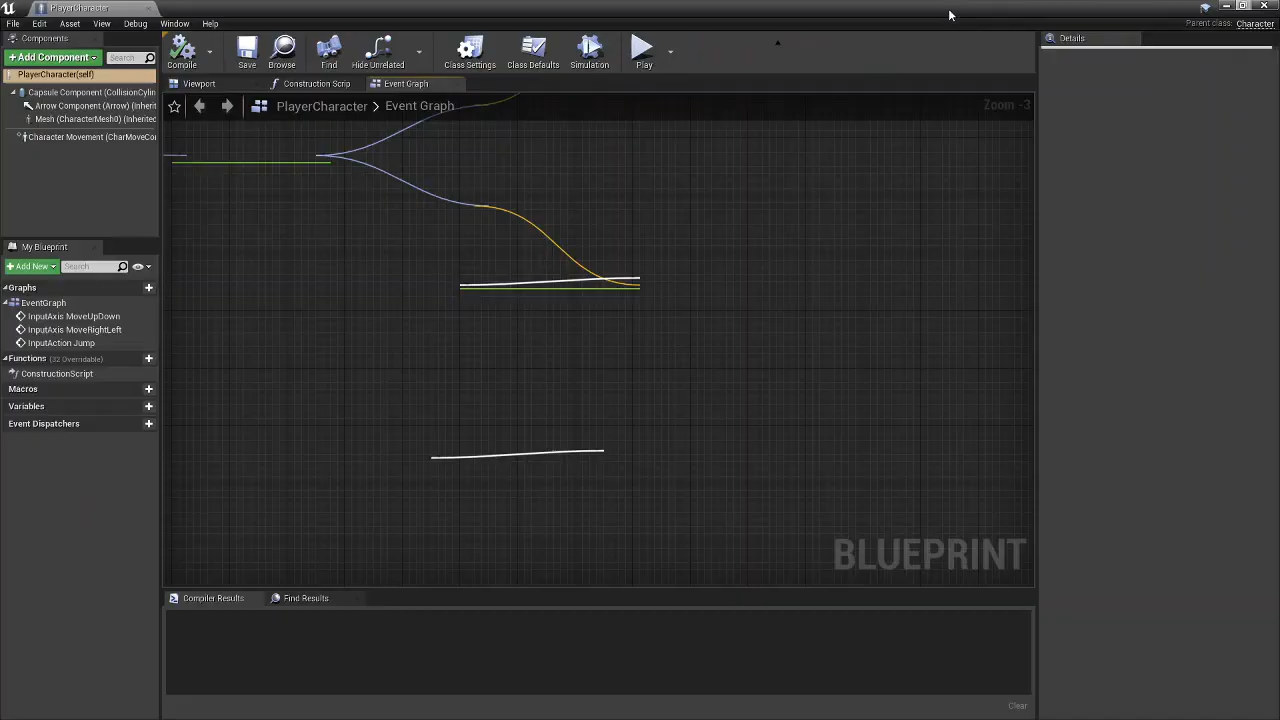 PlayerCharacter
File Edit Asset View Debug Window Help
Parent class: Character
Components
+Add Component
Search
PlayerCharacter(self)
Capsule Component (CollisionCylin
Arrow Component (Arrow) (Inherit
Mesh (CharacterMesh0) (Inherited
Character Movement (CharMoveCo
My Blueprint
+Add New
Search
Graphs
EventGraph
InputAxis MoveUpDown
InputAxis MoveRightLeft
InputAction Jump
Functions (32 Overridable)
ConstructionScript
Macros
Variables
Event Dispatchers
Compile
Save
Browse
Find
Hide Unrelated
Class Settings
Class Defaults
Simulation
Play
Viewport
Construction Scrip
Event Graph
PlayerCharacter > Event Graph
Zoom -3
BLUEPRINT
Compiler Results
Find Results
Clear
Details